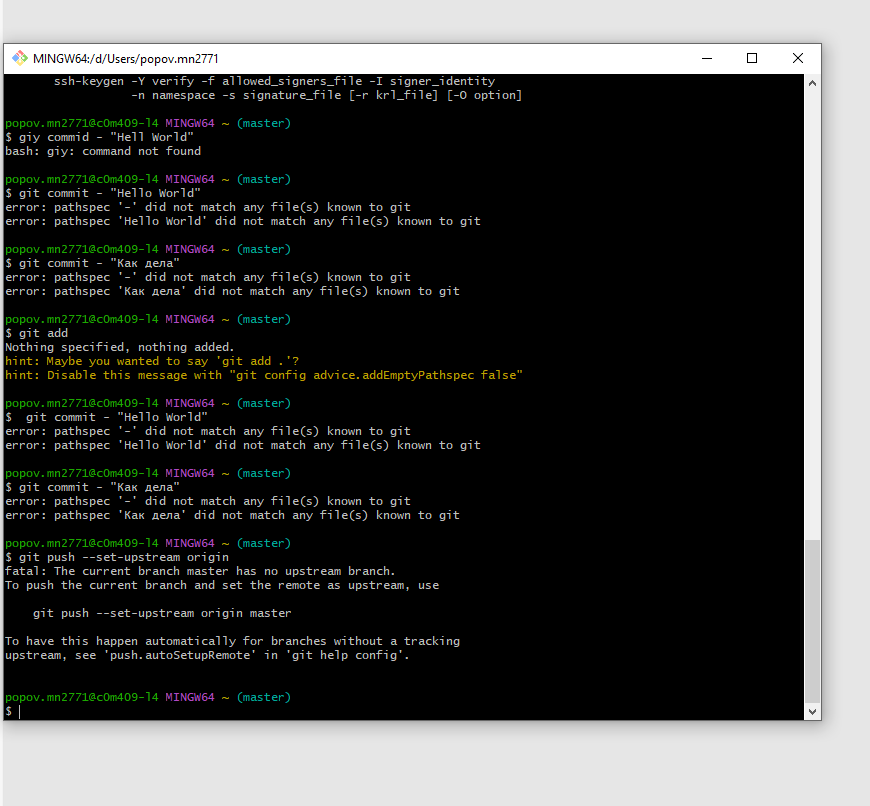 MINGW64:/d/Users/popov.mn2771
ssh-keygen -Y verify -f allowed_signers_file -I signer_identity
-n namespace -s signature_file [-r krl_file] [-O option]
popov.mn2771@c0m409-l4 MINGW64 ~ (master)
$ giy commid - "Hell World"
bash: giy: command not found
popov.mn2771@c0m409-l4 MINGW64 ~ (master)
$ git commit - "Hello World"
error: pathspec '-' did not match any file(s) known to git
error: pathspec 'Hello World' did not match any file(s) known to git
popov.mn2771@c0m409-l4 MINGW64 ~ (master)
$ git commit - "Как дела"
error: pathspec '-' did not match any file(s) known to git
error: pathspec 'Как дела' did not match any file(s) known to git
popov.mn2771@c0m409-l4 MINGW64 ~ (master)
$ git add
Nothing specified, nothing added.
hint: Maybe you wanted to say 'git add .'?
hint: Disable this message with "git config advice.addEmptyPathspec false"
popov.mn2771@c0m409-l4 MINGW64 ~ (master)
$  git commit - "Hello World"
error: pathspec '-' did not match any file(s) known to git
error: pathspec 'Hello World' did not match any file(s) known to git
popov.mn2771@c0m409-l4 MINGW64 ~ (master)
$ git commit - "Как дела"
error: pathspec '-' did not match any file(s) known to git
error: pathspec 'Как дела' did not match any file(s) known to git
popov.mn2771@c0m409-l4 MINGW64 ~ (master)
$ git push --set-upstream origin
fatal: The current branch master has no upstream branch.
To push the current branch and set the remote as upstream, use
git push --set-upstream origin master
To have this happen automatically for branches without a tracking
upstream, see 'push.autoSetupRemote' in 'git help config'.
popov.mn2771@c0m409-l4 MINGW64 ~ (master)
$